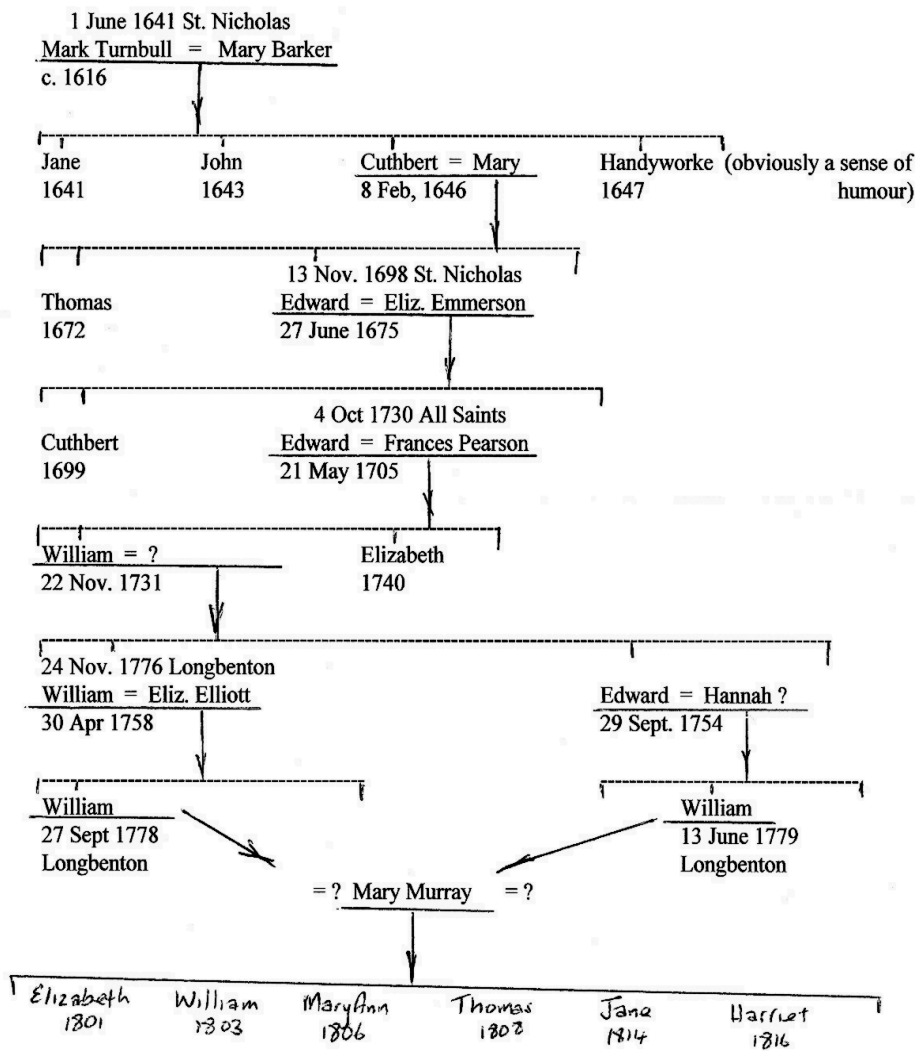 1 June 1641 St. Nicholas
Mark Turnbull = Mary Barker
c. 1616
Jane John Cuthbert = Mary Handyworke (obviously a sense of
1641 1643 8 Feb, 1646 1647 humour)
13 Nov. 1698 St. Nicholas
Thomas Edward = Eliz. Emmerson
1672 27 June 1675
4 Oct 1730 All Saints
Cuthbert Edward = Frances Pearson
1699 21 May 1705
William = ? Elizabeth
22 Nov. 1731 1740
24 Nov. 1776 Longbenton
William = Eliz. Elliott Edward = Hannah ?
30 Apr 1758 29 Sept. 1754
William William
27 Sept 1778 13 June 1779
Longbenton Longbenton
= ? Mary Murray = ?
Elizabeth William MaryAnn Thomas Jane Harriet
1801 1803 1806 1808 1814 1816